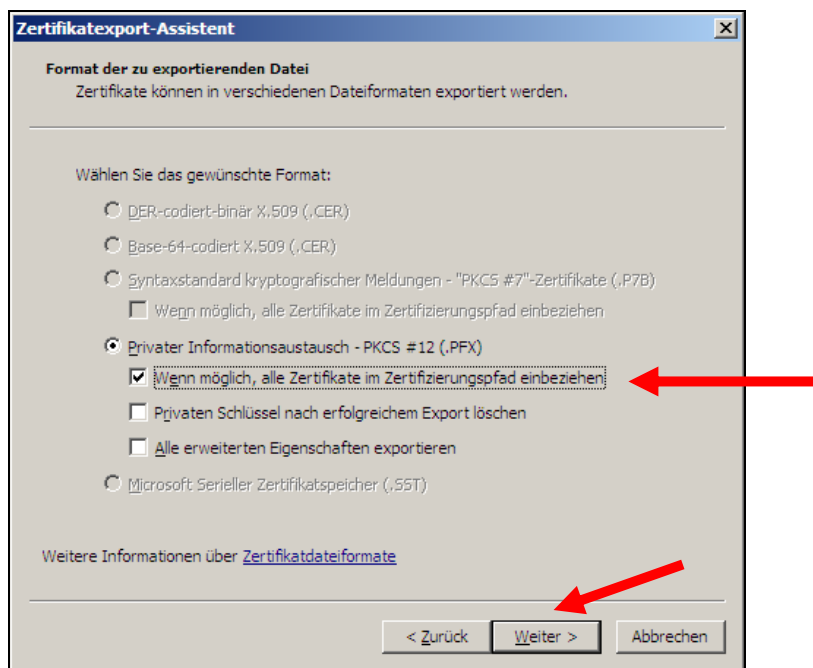 Zertifikatexport-Assistent
Format der zu exportierenden Datei
Zertifikate können in verschiedenen Dateiformaten exportiert werden.
Wählen Sie das gewünschte Format:
DER-codiert-binär X.509 (.CER)
Base-64-codiert X.509 (.CER)
Syntaxstandard kryptografischer Meldungen - "PKCS #7"-Zertifikate (.P7B)
Wenn möglich, alle Zertifikate im Zertifizierungspfad einbeziehen
Privater Informationsaustausch - PKCS #12 (.PFX)
Wenn möglich, alle Zertifikate im Zertifizierungspfad einbeziehen
Privaten Schlüssel nach erfolgreichem Export löschen
Alle erweiterten Eigenschaften exportieren
Microsoft Serieller Zertifikatspeicher (.SST)
Weitere Informationen über Zertifikatdateiformate
< Zurück Weiter > Abbrechen